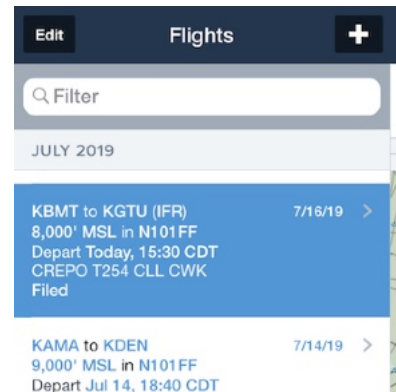 Edit Flights +
Filter
JULY 2019
KBMT to KGTU (IFR) 7/16/19 >
8,000' MSL in N101FF
Depart Today, 15:30 CDT
CREPO T254 CLL CWK
Filed
KAMA to KDEN 7/14/19 >
9,000' MSL in N101FF
Depart Jul 14, 18:40 CDT